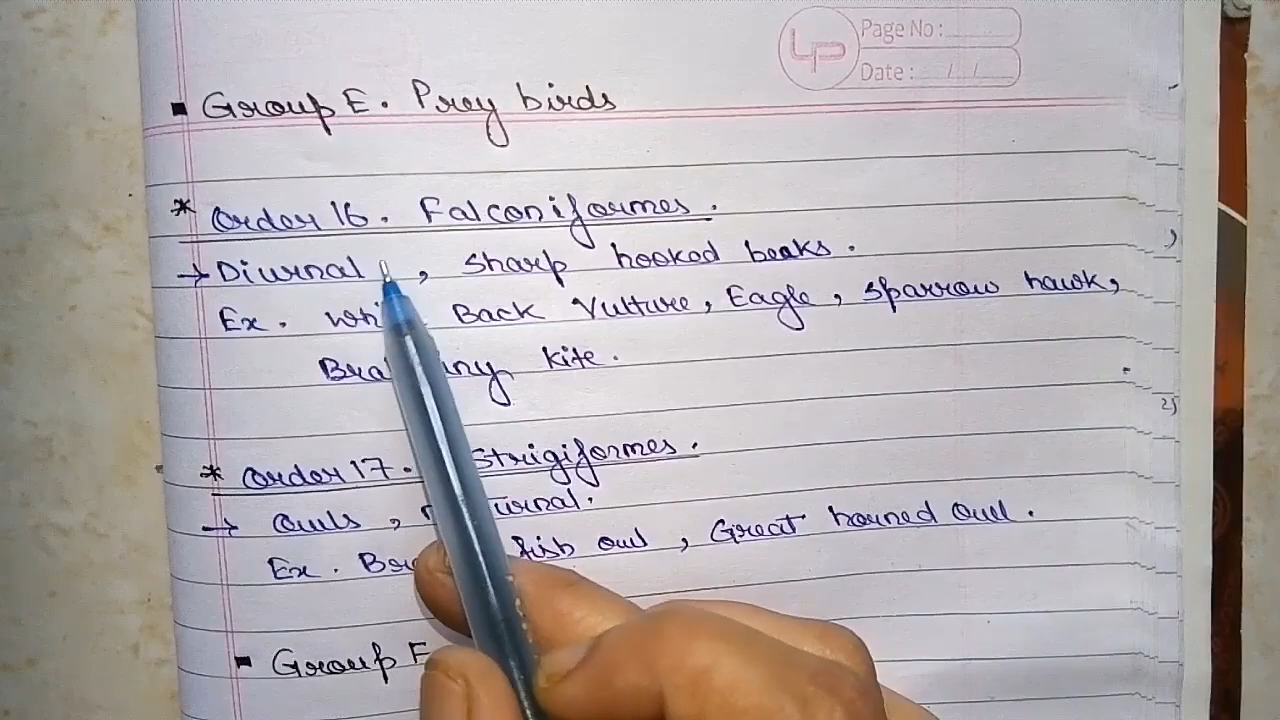 LP
Page No :
Date : / /
▪ Group E. Prey birds
* Order 16. Falconiformes.
→ Diurnal , Sharp hooked beaks.
Ex. Back Vulture, Eagle, Sparrow hawk,
kite.
* Order 17. Strigiformes.
→ Owls ,
Ex. fish owl, Great horned owl.
▪ Group F